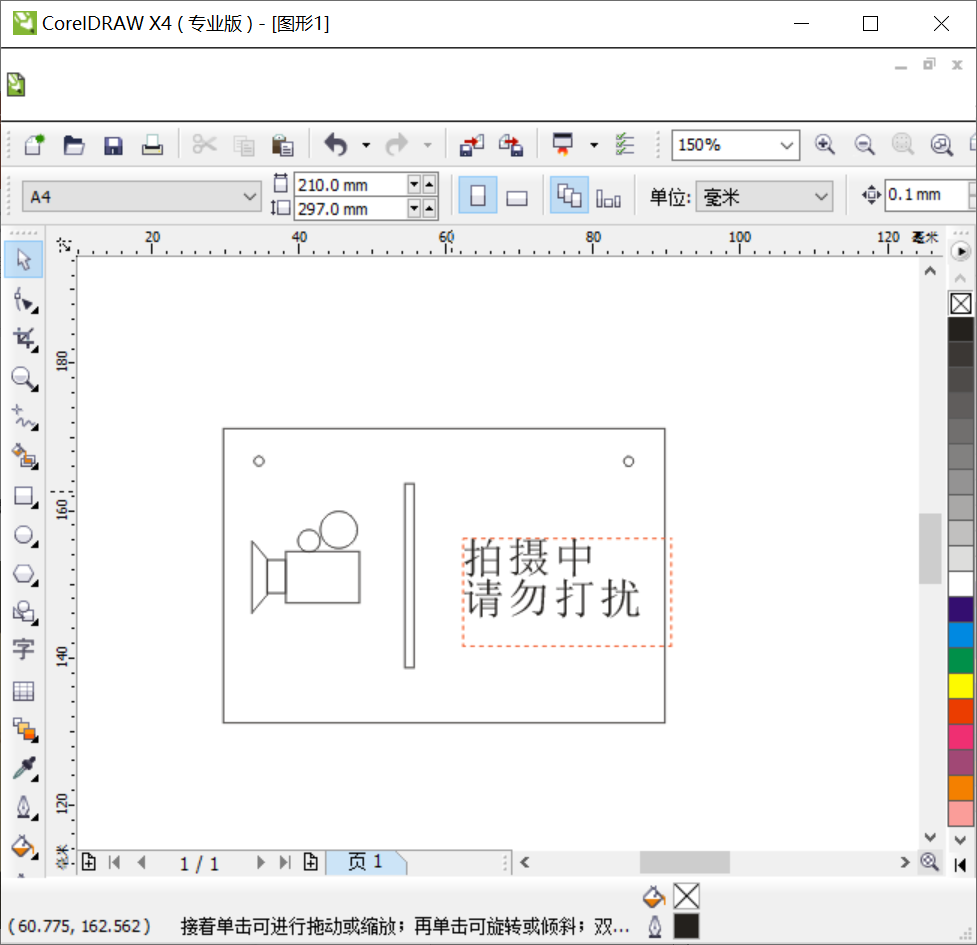 CorelDRAW X4 ( 专业版 ) - [图形1]
150%
A4
210.0 mm
297.0 mm
单位: 毫米
0.1 mm
20 40 60 80 100 120 毫米
180
160
140
120
毫米
拍摄中
请勿打扰
字
1 / 1
页 1
( 60.775, 162.562 )
接着单击可进行拖动或缩放；再单击可旋转或倾斜；双...